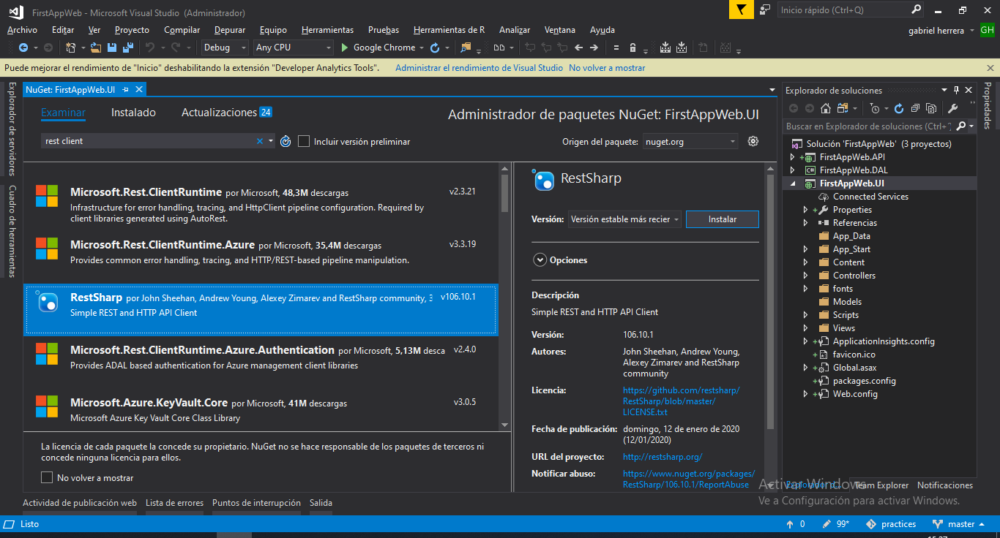 FirstAppWeb - Microsoft Visual Studio (Administrador)
Inicio rápido (Ctrl+Q)
Archivo Editar Ver Proyecto Compilar Depurar Equipo Herramientas Pruebas Herramientas de R Analizar Ventana Ayuda
gabriel herrera GH
Debug Any CPU Google Chrome
Puede mejorar el rendimiento de "Inicio" deshabilitando la extensión "Developer Analytics Tools". Administrar el rendimiento de Visual Studio No volver a mostrar
Explorador de servidores
Cuadro de herramientas
NuGet: FirstAppWeb.UI
Examinar Instalado Actualizaciones 24
Administrador de paquetes NuGet: FirstAppWeb.UI
rest client
Incluir versión preliminar
Origen del paquete: nuget.org
Microsoft.Rest.ClientRuntime por Microsoft, 48,3M descargas v2.3.21
Infrastructure for error handling, tracing, and HttpClient pipeline configuration. Required by
client libraries generated using AutoRest.
Microsoft.Rest.ClientRuntime.Azure por Microsoft, 35,4M descargas v3.3.19
Provides common error handling, tracing, and HTTP/REST-based pipeline manipulation.
RestSharp por John Sheehan, Andrew Young, Alexey Zimarev and RestSharp community, 3 v106.10.1
Simple REST and HTTP API Client
Microsoft.Rest.ClientRuntime.Azure.Authentication por Microsoft, 5,13M desca v2.4.0
Provides ADAL based authentication for Azure management client libraries
Microsoft.Azure.KeyVault.Core por Microsoft, 41M descargas v3.0.5
Microsoft Azure Key Vault Core Class Library
La licencia de cada paquete la concede su propietario. NuGet no se hace responsable de los paquetes de terceros ni
concede ninguna licencia para ellos.
No volver a mostrar
RestSharp
Versión: Versión estable más recier Instalar
Opciones
Descripción
Simple REST and HTTP API Client
Versión: 106.10.1
Autores: John Sheehan, Andrew Young,
Alexey Zimarev and RestSharp
community
Licencia: https://github.com/restsharp/
RestSharp/blob/master/
LICENSE.txt
Fecha de publicación: domingo, 12 de enero de 2020
(12/01/2020)
URL del proyecto: http://restsharp.org/
Notificar abuso: https://www.nuget.org/packages/
RestSharp/106.10.1/ReportAbuse
Explorador de soluciones
Buscar en Explorador de soluciones (Ctrl+
Solución 'FirstAppWeb' (3 proyectos)
FirstAppWeb.API
C# FirstAppWeb.DAL
FirstAppWeb.UI
Connected Services
Properties
Referencias
App_Data
App_Start
Content
Controllers
fonts
Models
Scripts
Views
ApplicationInsights.config
favicon.ico
Global.asax
packages.config
Web.config
Propiedades
Team Explorer Notificaciones
Activar Windows
Ve a Configuración para activar Windows.
Actividad de publicación web Lista de errores Puntos de interrupción Salida
Listo 0 99* practices master